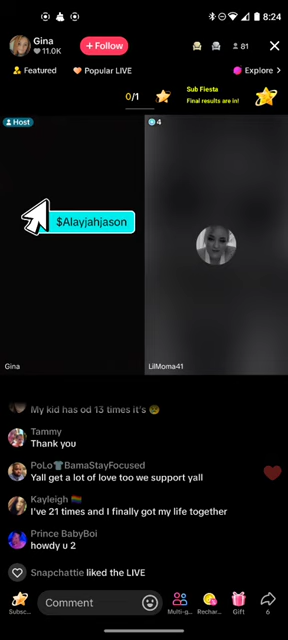 8:24
Gina
11.0K
+ Follow
81
Featured
Popular LIVE
Explore >
0/1
Sub Fiesta
Final results are in!
Host
4
$Alayjahjason
Gina
LilMoma41
My kid has od 13 times it's
Tammy
Thank you
PoLo BamaStayFocused
Yall get a lot of love too we support yall
Kayleigh
I've 21 times and I finally got my life together
Prince BabyBoi
howdy u 2
Snapchattie liked the LIVE
Subsc...
Comment
Multi-g...
Rechar...
Gift
6